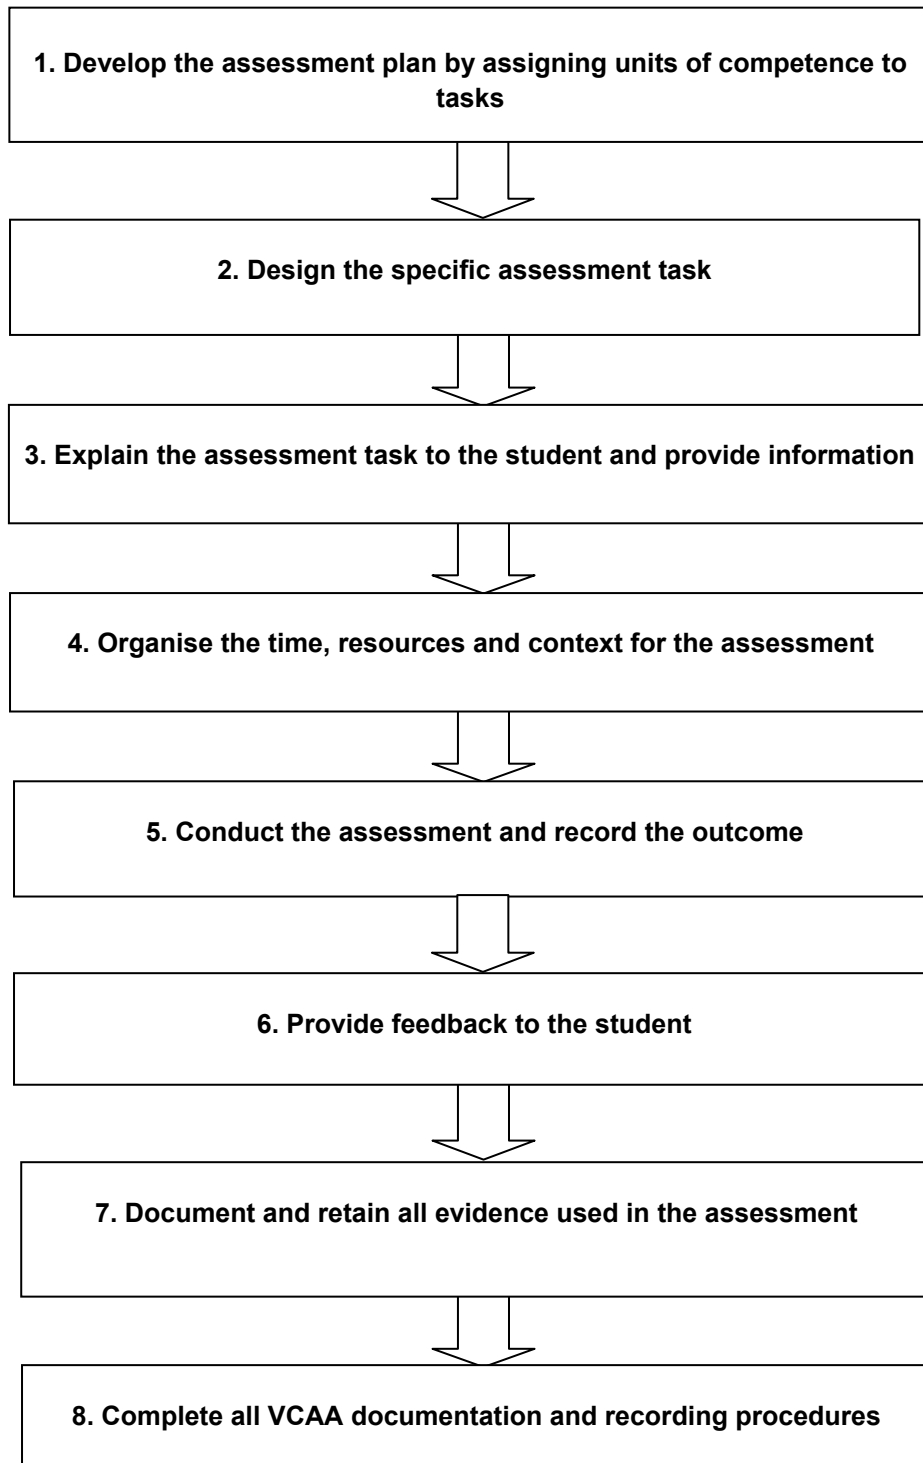 1. Develop the assessment plan by assigning units of competence to
tasks
2. Design the specific assessment task
3. Explain the assessment task to the student and provide information
4. Organise the time, resources and context for the assessment
5. Conduct the assessment and record the outcome
6. Provide feedback to the student
7. Document and retain all evidence used in the assessment
8. Complete all VCAA documentation and recording procedures